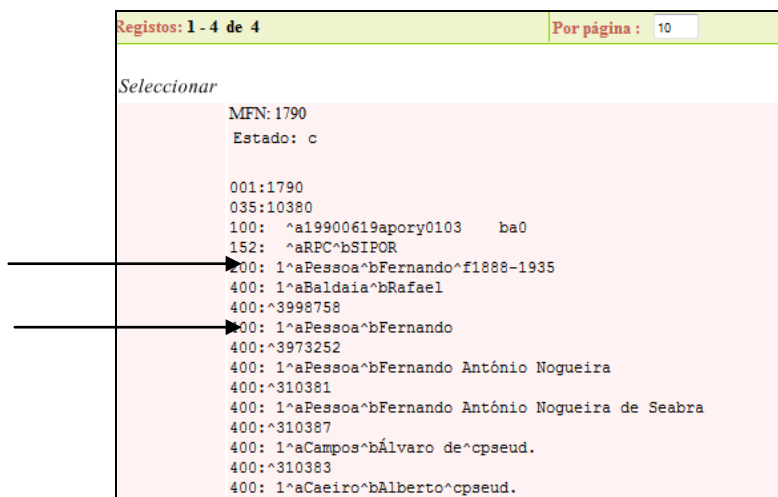 Registos: 1 - 4 de 4 Por página : 10
Seleccionar
MFN: 1790
Estado: c
001:1790
035:10380
100: ^a19900619apory0103 ba0
152: ^aRPC^bSIPOR
200: 1^aPessoa^bFernando^f1888-1935
400: 1^aBaldaia^bRafael
400:^3998758
400: 1^aPessoa^bFernando
400:^3973252
400: 1^aPessoa^bFernando António Nogueira
400:^310381
400: 1^aPessoa^bFernando António Nogueira de Seabra
400:^310387
400: 1^aCampos^bÁlvaro de^cpseud.
400:^310383
400: 1^aCaeiro^bAlberto^cpseud.